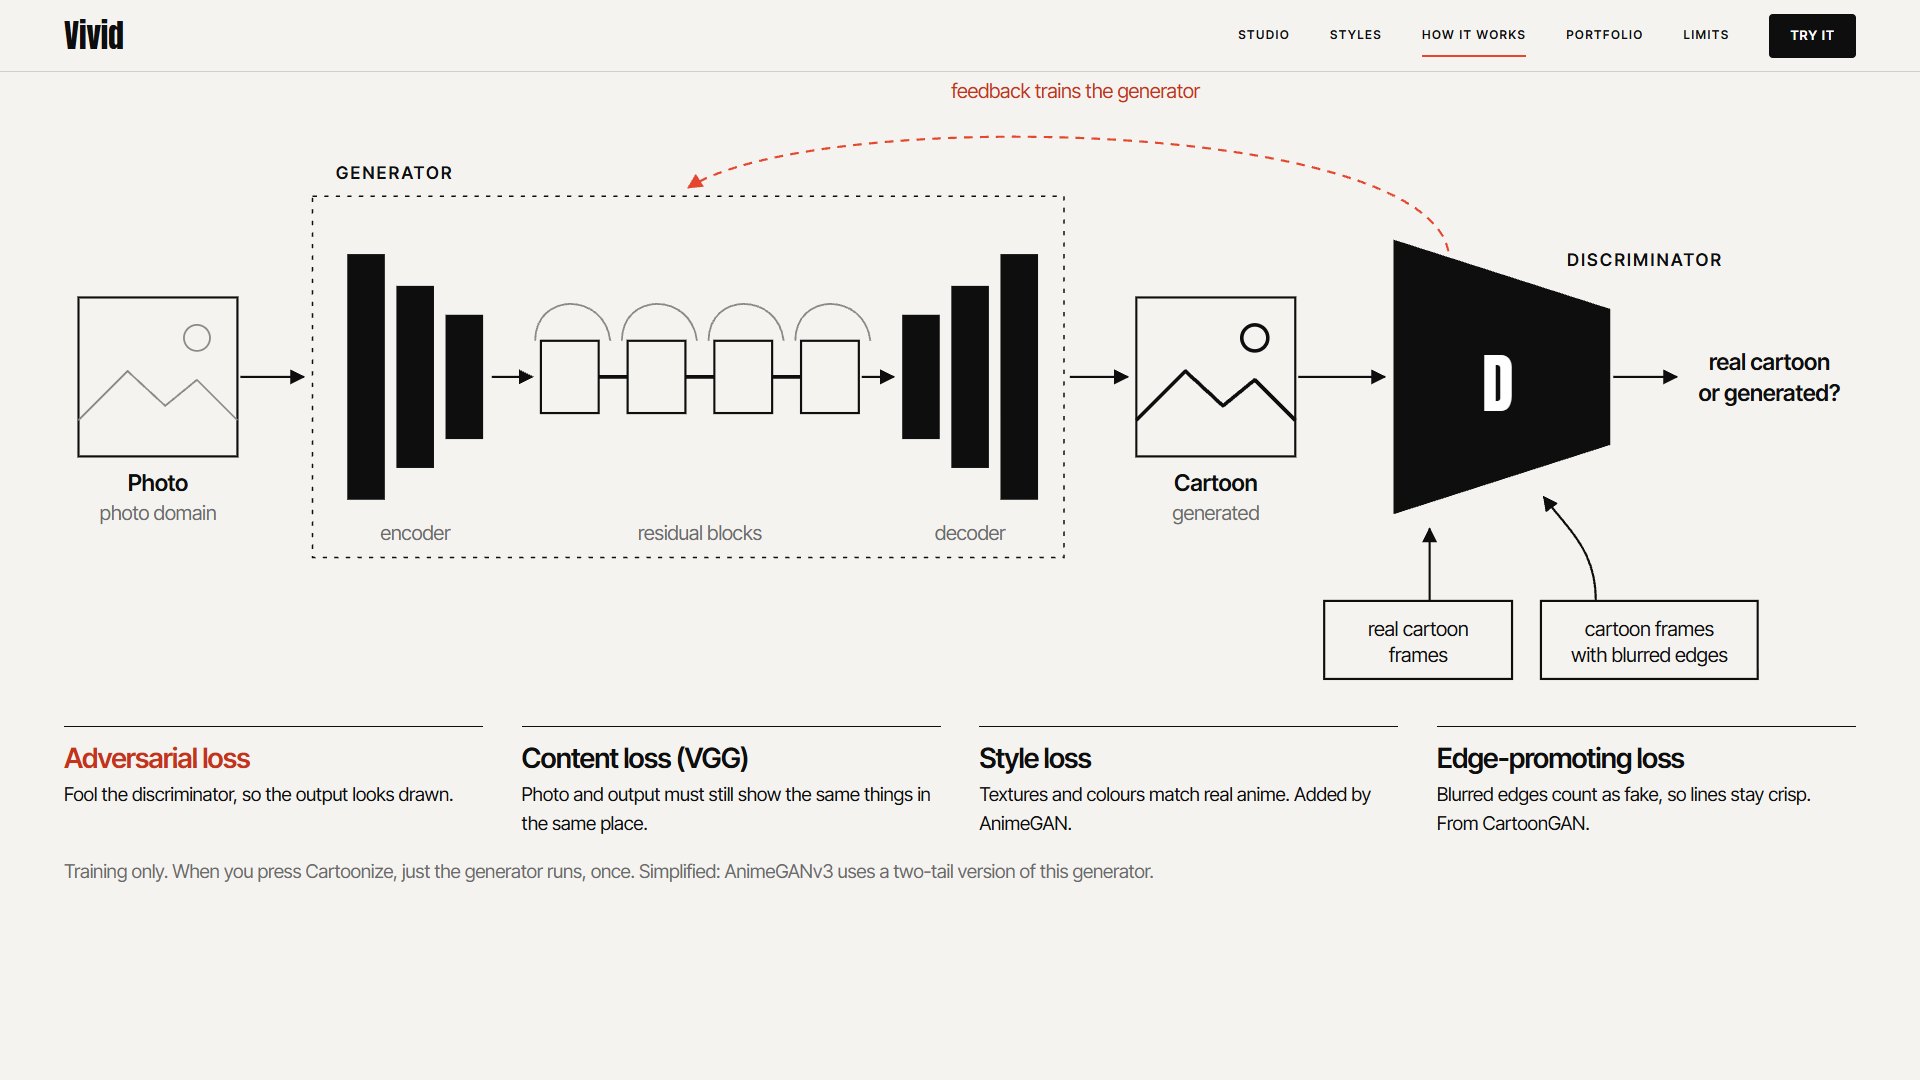 Vivid
STUDIO
STYLES
HOW IT WORKS
PORTFOLIO
LIMITS
TRY IT
feedback trains the generator
GENERATOR
DISCRIMINATOR
D
real cartoon
or generated?
Photo
photo domain
encoder
residual blocks
decoder
Cartoon
generated
real cartoon
frames
cartoon frames
with blurred edges
Adversarial loss
Fool the discriminator, so the output looks drawn.
Content loss (VGG)
Photo and output must still show the same things in
the same place.
Style loss
Textures and colours match real anime. Added by
AnimeGAN.
Edge-promoting loss
Blurred edges count as fake, so lines stay crisp.
From CartoonGAN.
Training only. When you press Cartoonize, just the generator runs, once. Simplified: AnimeGANv3 uses a two-tail version of this generator.